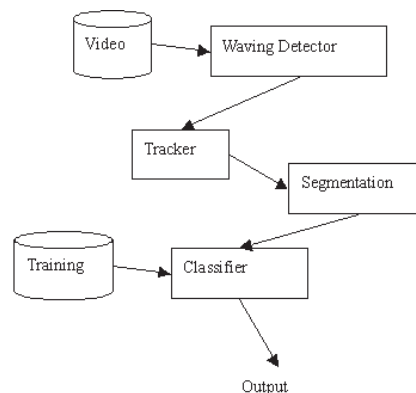 Video
Waving Detector
Tracker
Segmentation
Training
Classifier
Output